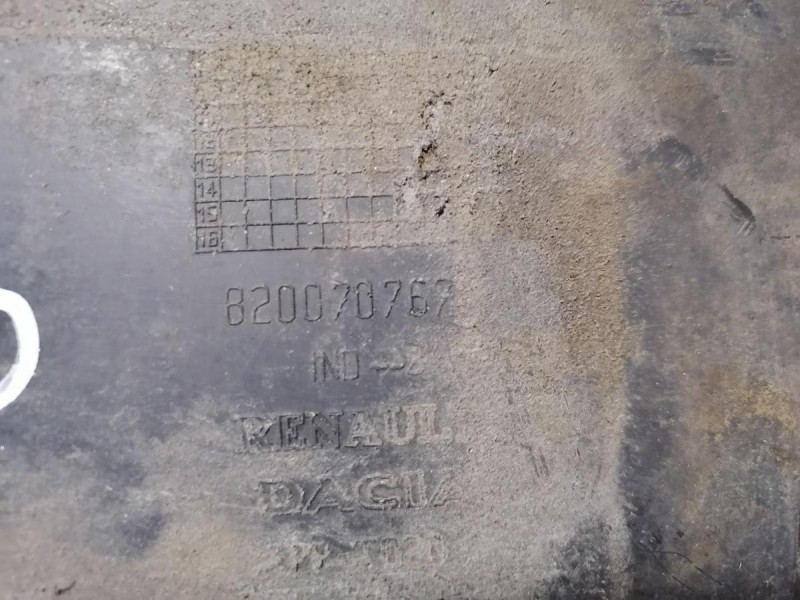 13
14
15
16
820070767
IND
RENAUL
DACIA